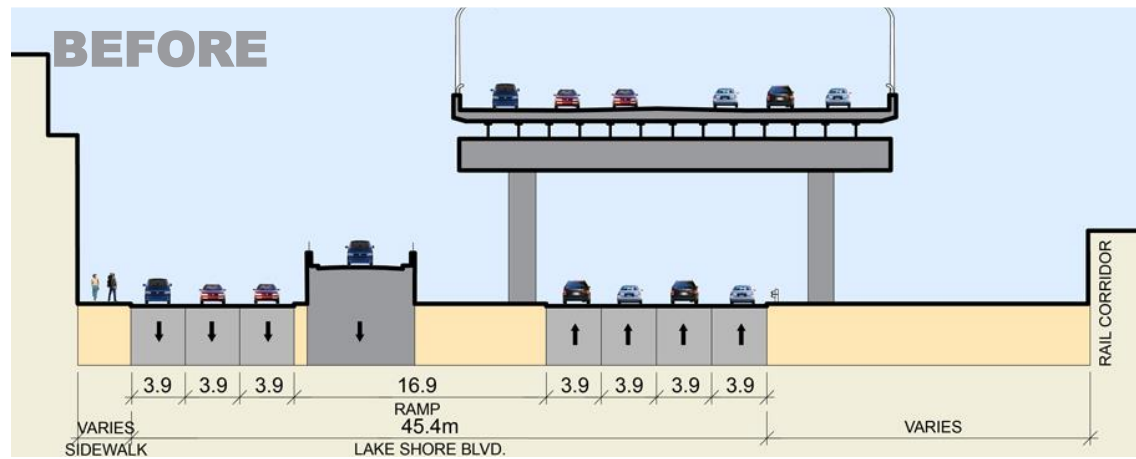 BEFORE
RAIL CORRIDOR
3.9 3.9 3.9 16.9 3.9 3.9 3.9 3.9
RAMP
VARIES 45.4m VARIES
SIDEWALK LAKE SHORE BLVD.